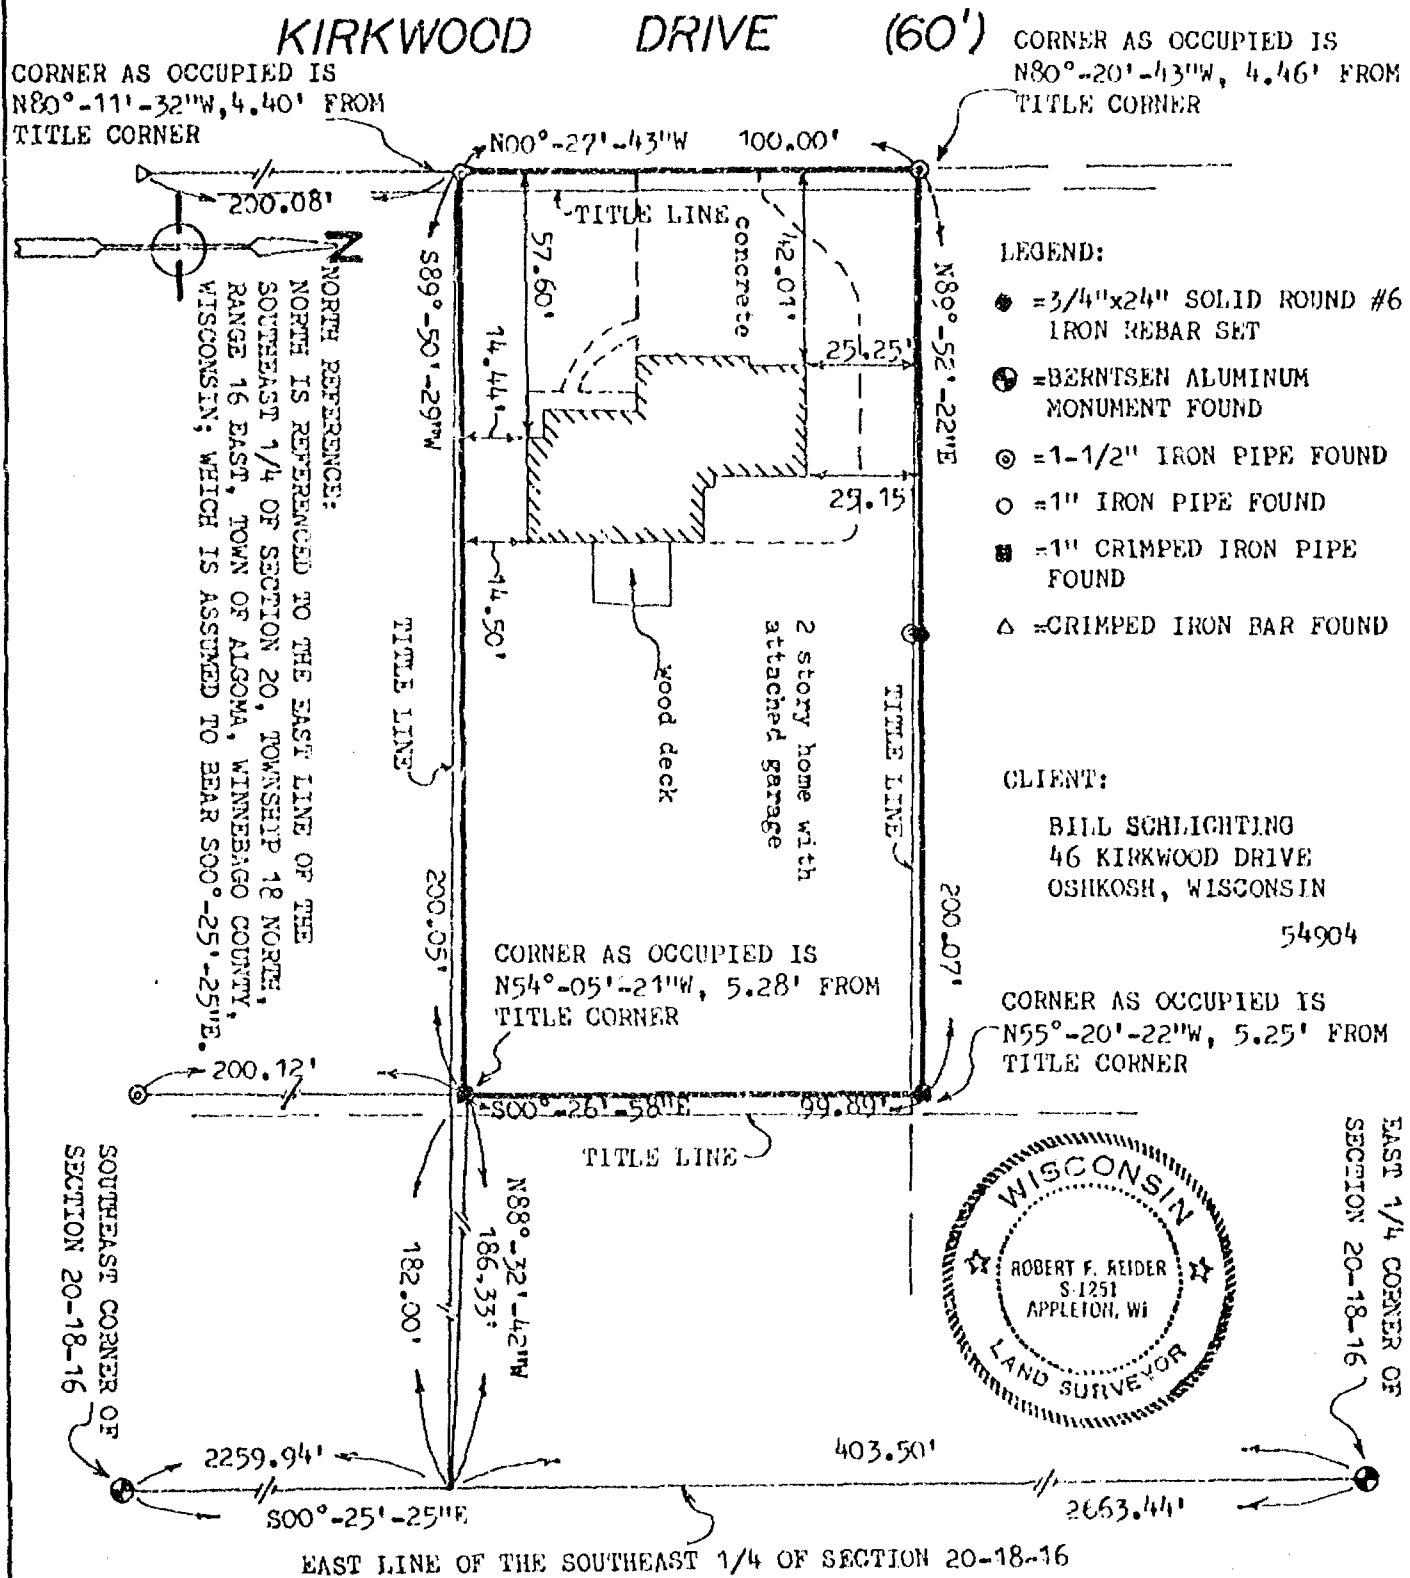 KIRKWOOD DRIVE (60')
CORNER AS OCCUPIED IS
N80°-11'-32"W, 4.40' FROM
TITLE CORNER
CORNER AS OCCUPIED IS
N80°-20'-43"W, 4.46' FROM
TITLE CORNER
N00°-27'-43"W 100.00'
200.08'
TITLE LINE
N
S89°-50'-29"W
57.60'
concrete
42.01'
N89°-52'-22"E
14.44'
25.25'
25.15'
14.50'
NORTH REFERENCE:
NORTH IS REFERENCED TO THE EAST LINE OF THE
SOUTHEAST 1/4 OF SECTION 20, TOWNSHIP 18 NORTH,
RANGE 16 EAST, TOWN OF ALGOMA, WINNEBAGO COUNTY,
WISCONSIN; WHICH IS ASSUMED TO BEAR S00°-25'-25"E.
LEGEND:
=3/4"x24" SOLID ROUND #6
IRON REBAR SET
=BERNTSEN ALUMINUM
MONUMENT FOUND
=1-1/2" IRON PIPE FOUND
=1" IRON PIPE FOUND
=1" CRIMPED IRON PIPE
FOUND
=CRIMPED IRON BAR FOUND
TITLE LINE
wood deck
2 story home with
attached garage
TITLE LINE
CLIENT:
BILL SCHLICHTING
46 KIRKWOOD DRIVE
OSHKOSH, WISCONSIN
54904
200.05'
200.07'
CORNER AS OCCUPIED IS
N54°-05'-21"W, 5.28' FROM
TITLE CORNER
CORNER AS OCCUPIED IS
N55°-20'-22"W, 5.25' FROM
TITLE CORNER
200.12'
S00°-26'-58"E 99.89'
TITLE LINE
SOUTHEAST CORNER OF
SECTION 20-18-16
182.00'
186.33'
N88°-32'-42"W
WISCONSIN
ROBERT F. REIDER
S-1251
APPLETON, WI
LAND SURVEYOR
EAST 1/4 CORNER OF
SECTION 20-18-16
2259.94'
403.50'
S00°-25'-25"E
2663.44'
EAST LINE OF THE SOUTHEAST 1/4 OF SECTION 20-18-16